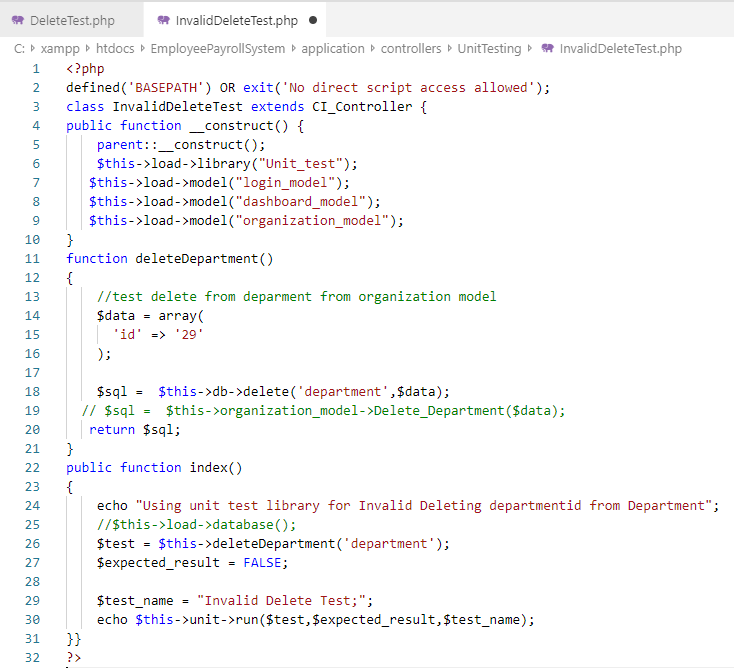 DeleteTest.php InvalidDeleteTest.php
C: xampp htdocs EmployeePayrollSystem application controllers UnitTesting InvalidDeleteTest.php
1 <?php
2 defined('BASEPATH') OR exit('No direct script access allowed');
3 class InvalidDeleteTest extends CI_Controller {
4 public function __construct() {
5 parent::__construct();
6 $this->load->library("Unit_test");
7 $this->load->model("login_model");
8 $this->load->model("dashboard_model");
9 $this->load->model("organization_model");
10 }
11 function deleteDepartment()
12 {
13 //test delete from deparment from organization model
14 $data = array(
15 'id' => '29'
16 );
17
18 $sql =  $this->db->delete('department',$data);
19 // $sql =  $this->organization_model->Delete_Department($data);
20 return $sql;
21 }
22 public function index()
23 {
24 echo "Using unit test library for Invalid Deleting departmentid from Department";
25 //$this->load->database();
26 $test = $this->deleteDepartment('department');
27 $expected_result = FALSE;
28
29 $test_name = "Invalid Delete Test;";
30 echo $this->unit->run($test,$expected_result,$test_name);
31 }}
32 ?>